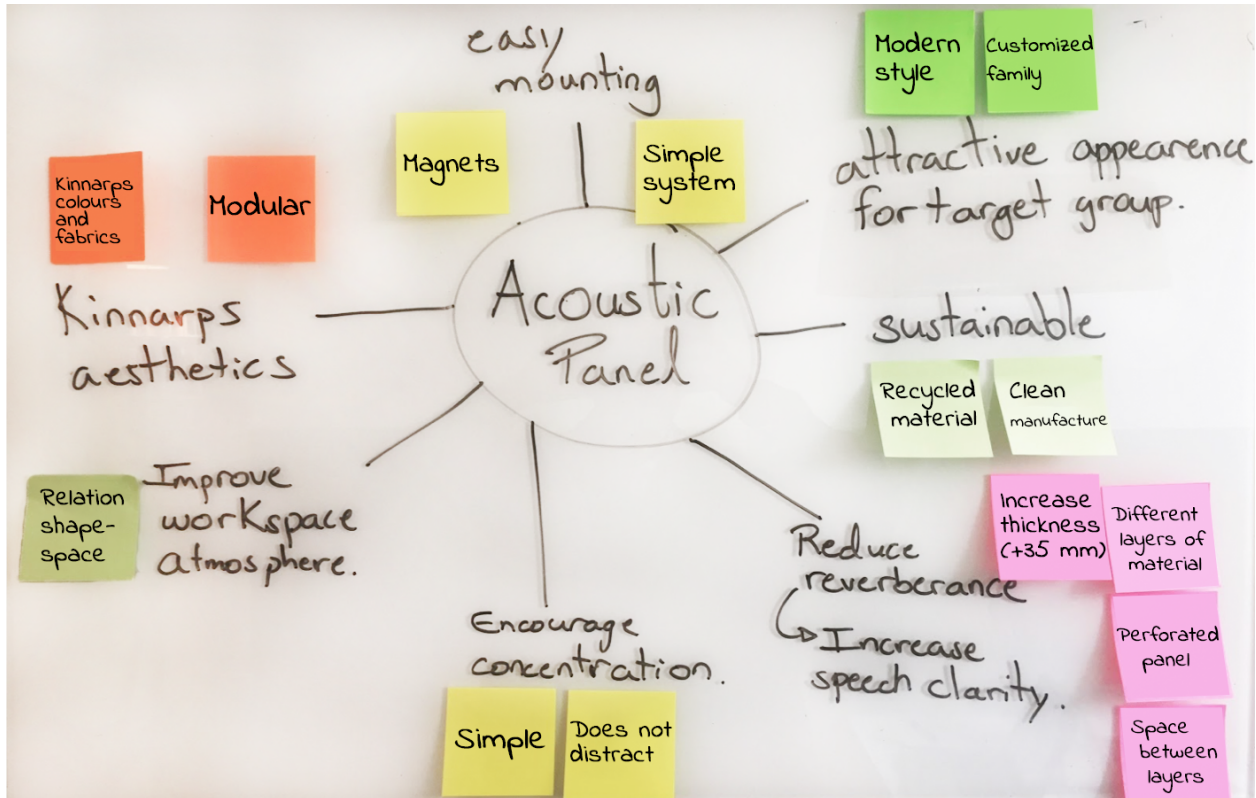 easy
mounting
Magnets
Simple
system
Modern
style
Customized
family
attractive appearence
for target group.
Kinnarps
colours
and
fabrics
Modular
Kinnarps
aesthetics
Acoustic
Panel
sustainable
Recycled
material
Clean
manufacture
Relation
shape-
space
Improve
workspace
atmosphere.
Encourage
concentration.
Simple
Does not
distract
Reduce
reverberance
Increase
speech clarity.
Increase
thickness
(+35 mm)
Different
layers of
material
Perforated
panel
Space
between
layers